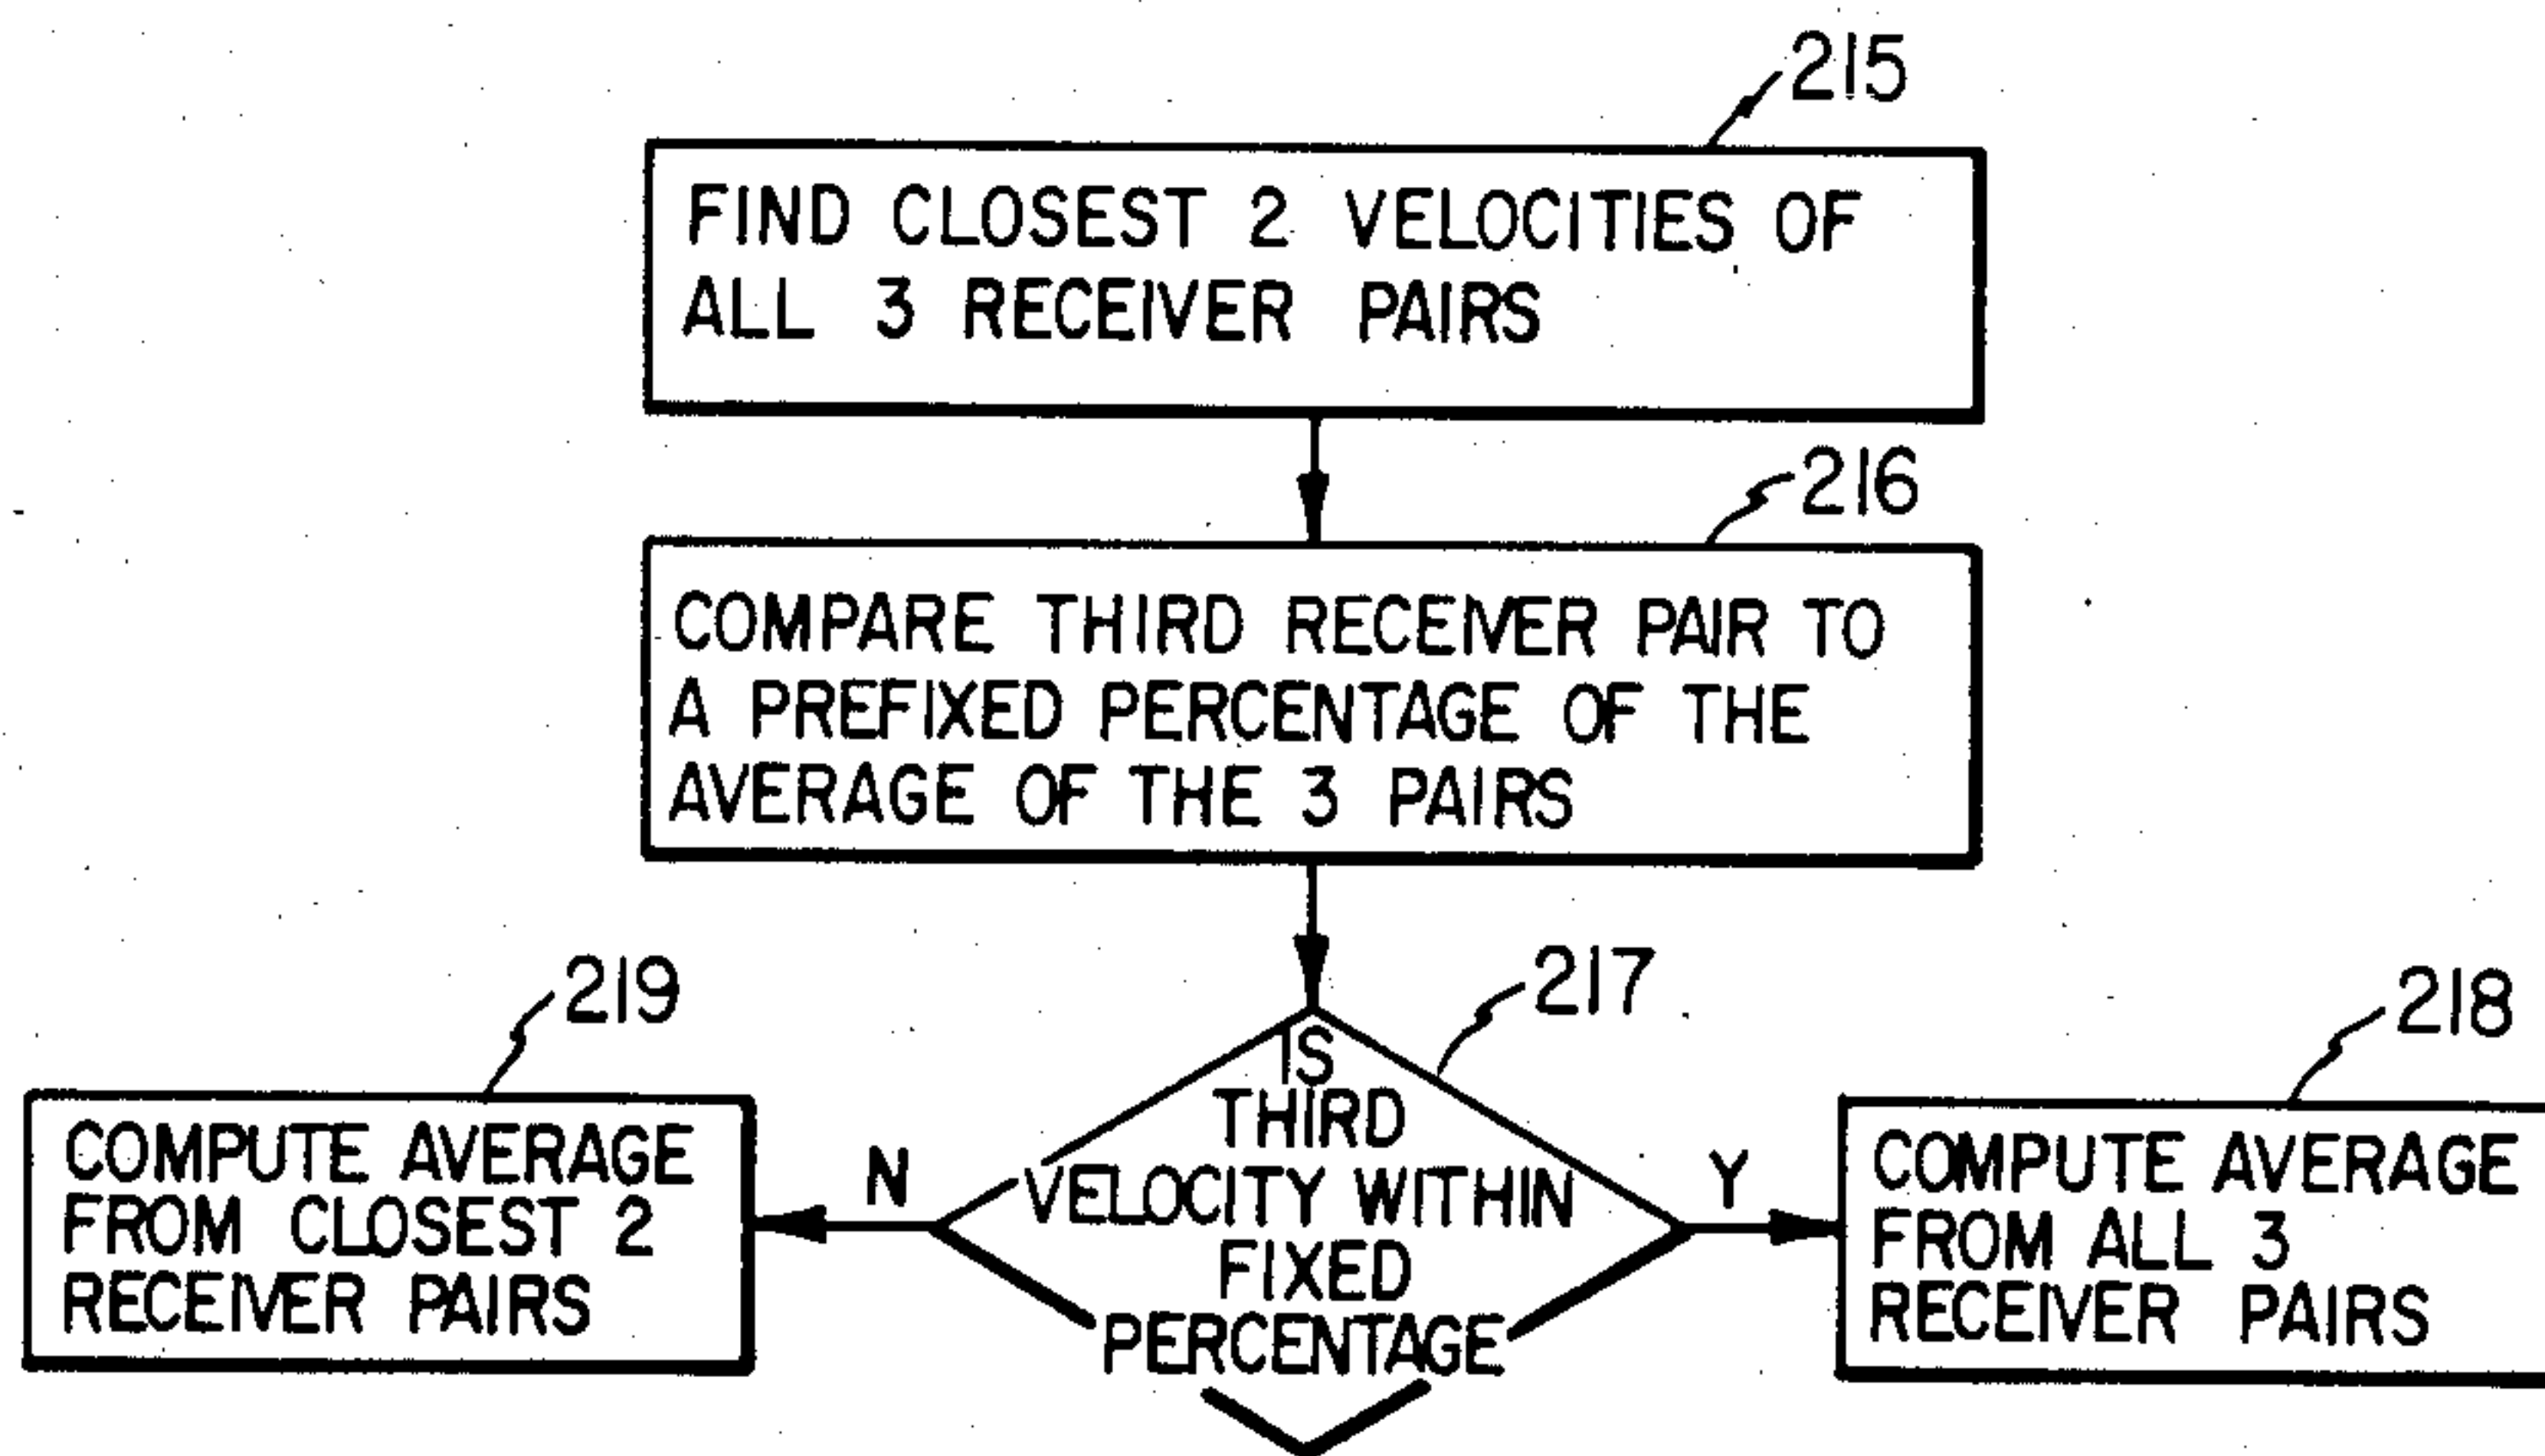 215
FIND CLOSEST 2 VELOCITIES OF
ALL 3 RECEIVER PAIRS
216
COMPARE THIRD RECEIVER PAIR TO
A PREFIXED PERCENTAGE OF THE
AVERAGE OF THE 3 PAIRS
217
IS
THIRD
VELOCITY WITHIN
FIXED
PERCENTAGE
N
Y
219
COMPUTE AVERAGE
FROM CLOSEST 2
RECEIVER PAIRS
218
COMPUTE AVERAGE
FROM ALL 3
RECEIVER PAIRS